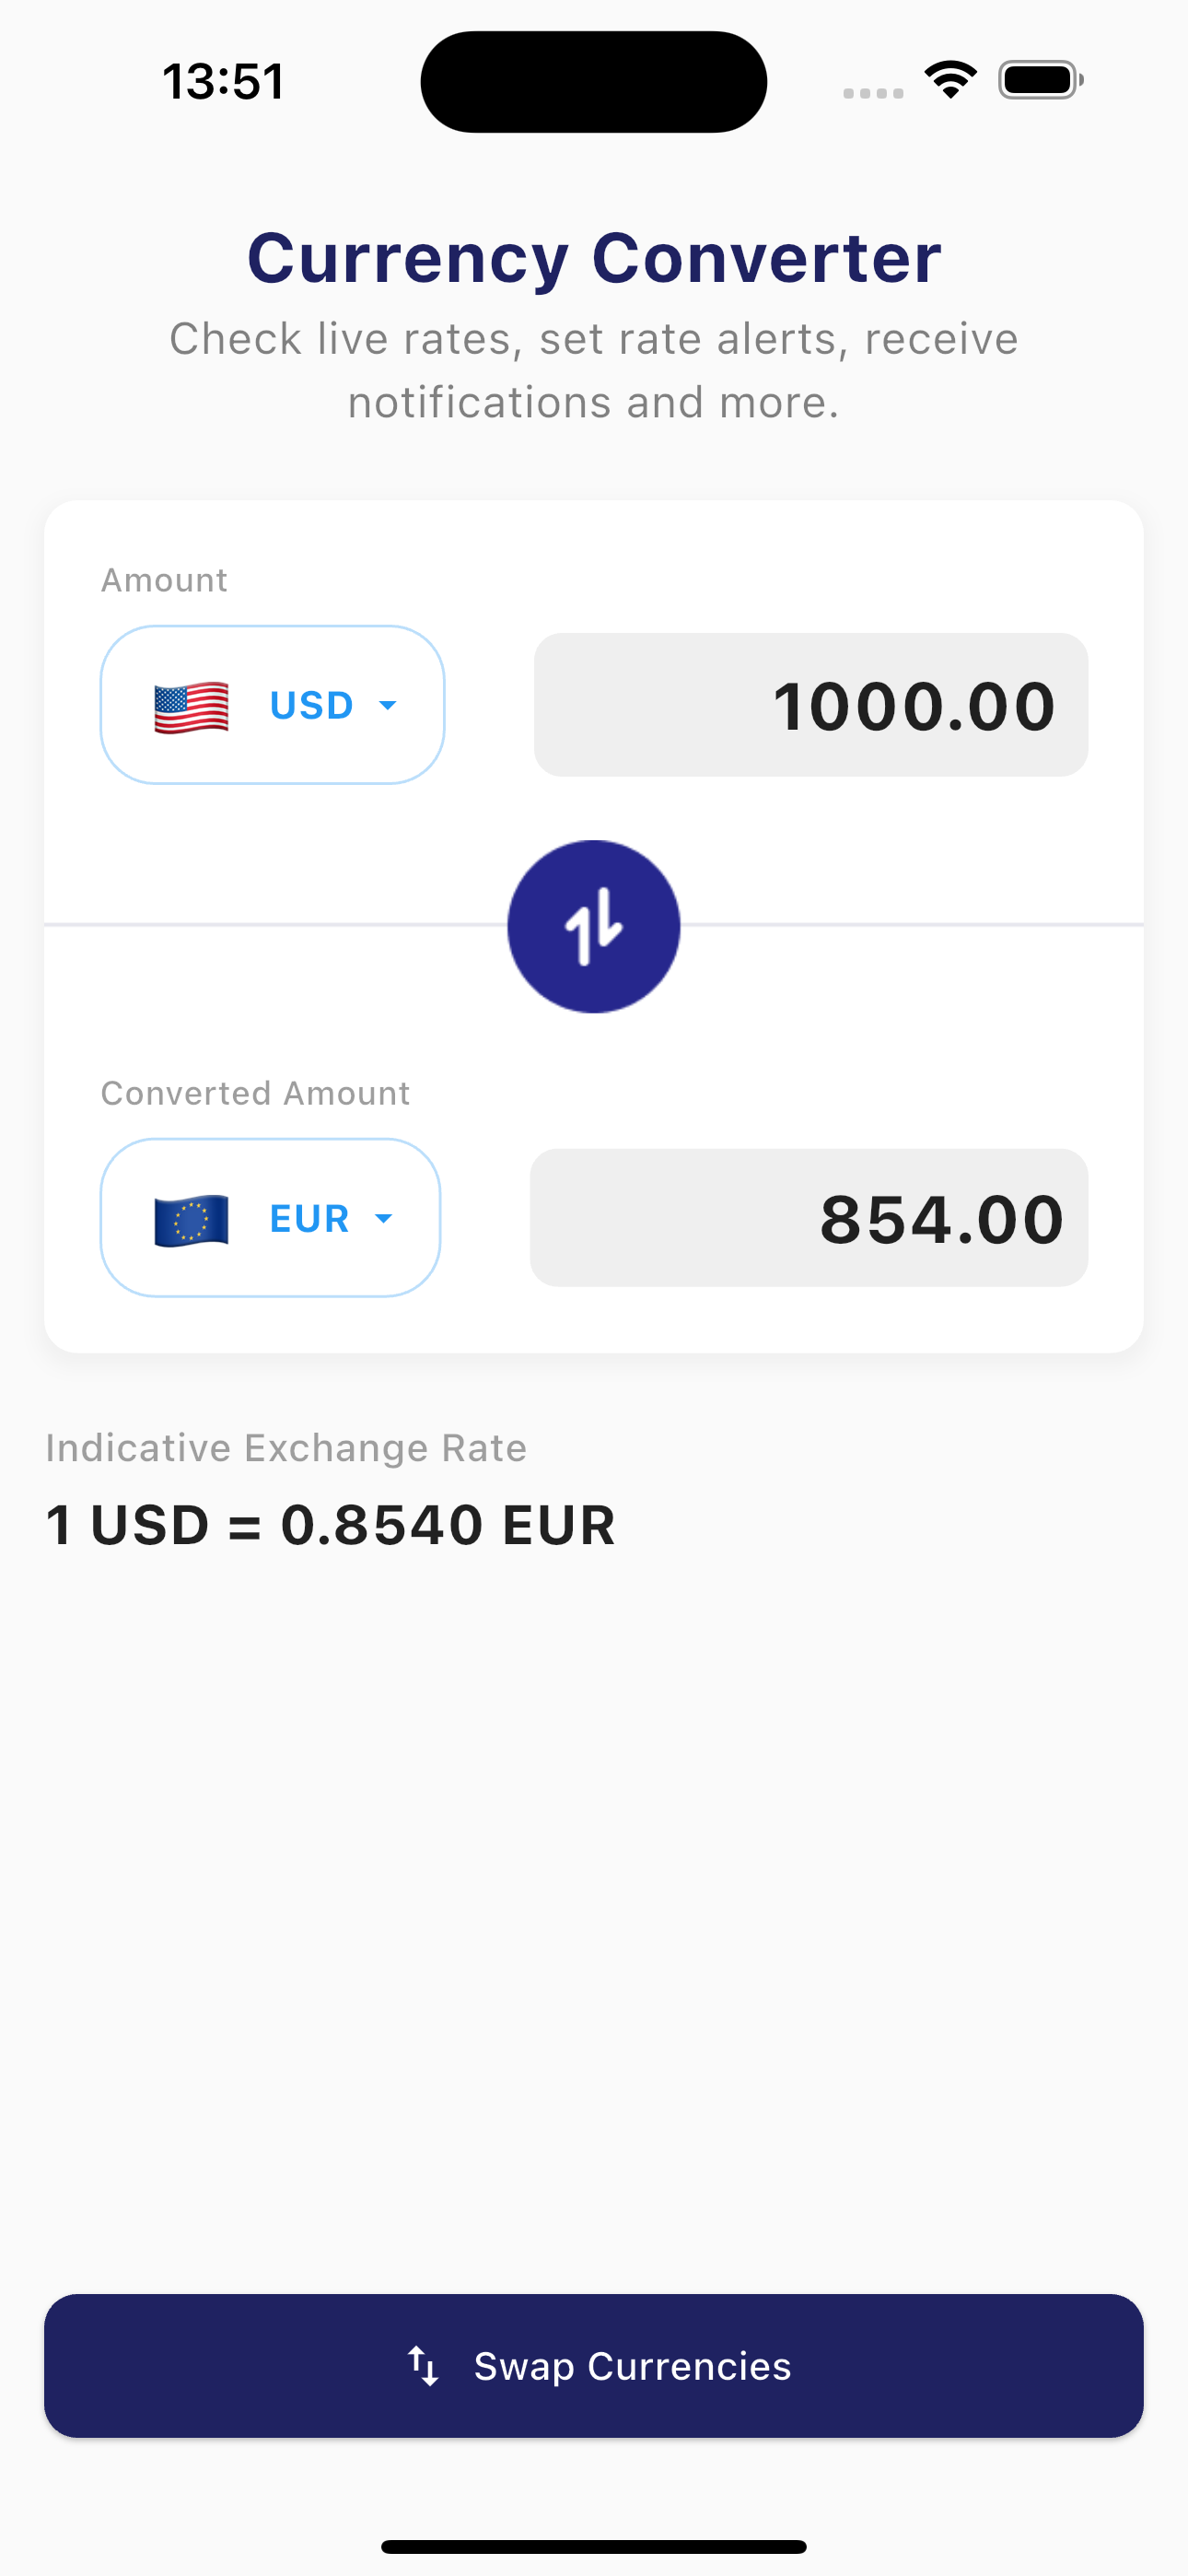 13:51
Currency Converter
Check live rates, set rate alerts, receive
notifications and more.
Amount
USD
1000.00
Converted Amount
EUR
854.00
Indicative Exchange Rate
1 USD = 0.8540 EUR
Swap Currencies